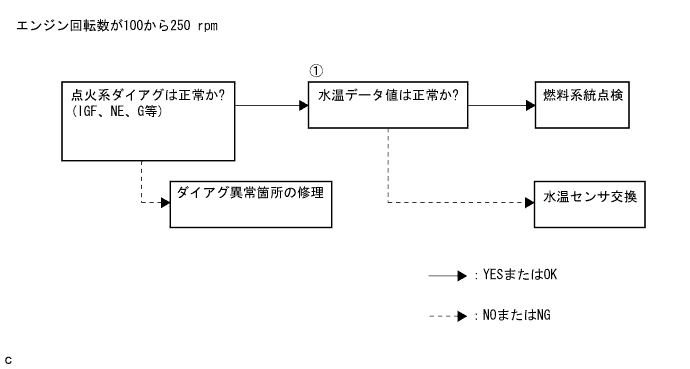 エンジン回転数が100から250 rpm
①
点火系ダイアグは正常か?
(IGF、NE、G等)
水温データ値は正常か?
燃料系統点検
ダイアグ異常箇所の修理
水温センサ交換
：YESまたはOK
：NOまたはNG
c